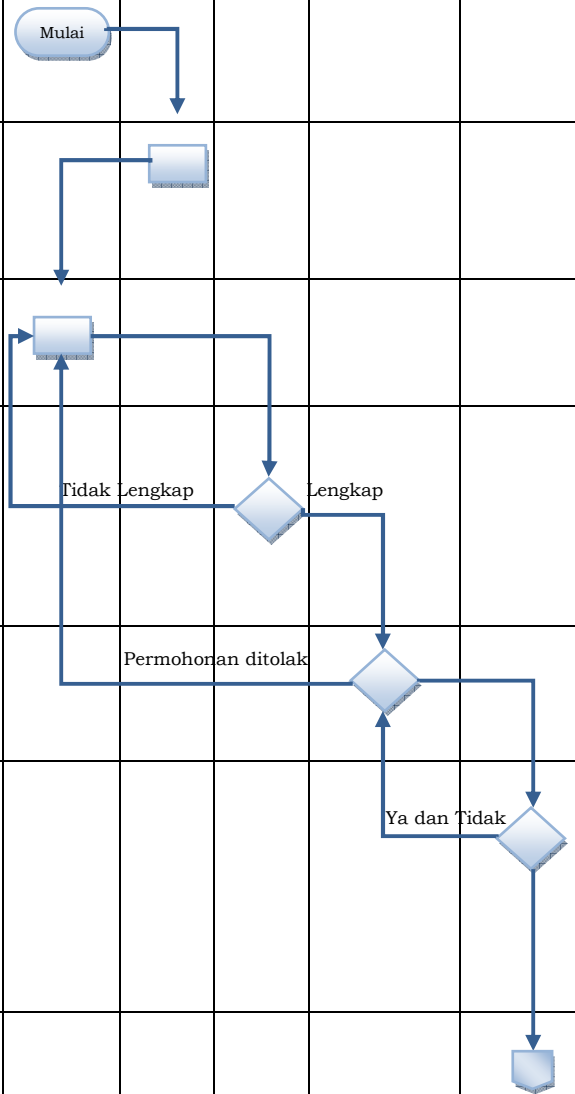 Mulai
Tidak Lengkap
Lengkap
Permohonan ditolak
Ya dan Tidak